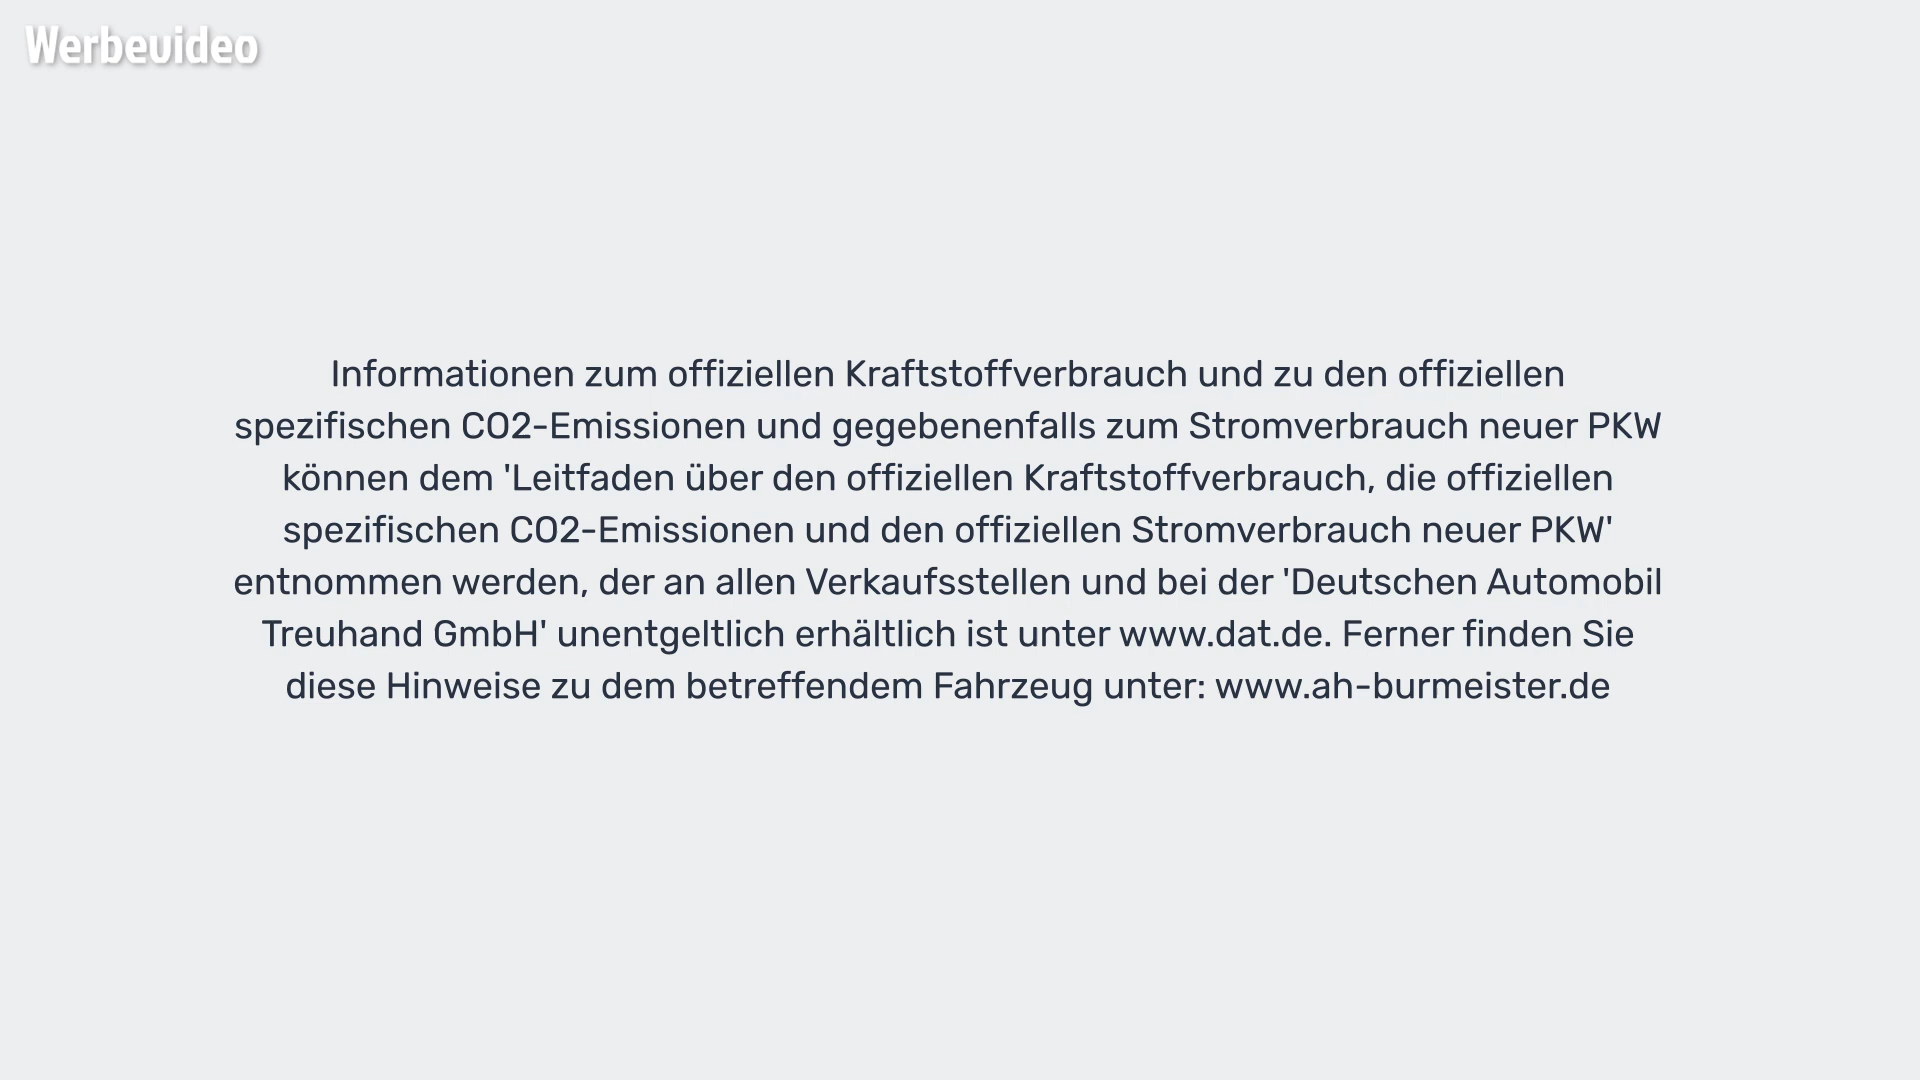 Werbevideo
Informationen zum offiziellen Kraftstoffverbrauch und zu den offiziellen
spezifischen CO2-Emissionen und gegebenenfalls zum Stromverbrauch neuer PKW
können dem 'Leitfaden über den offiziellen Kraftstoffverbrauch, die offiziellen
spezifischen CO2-Emissionen und den offiziellen Stromverbrauch neuer PKW'
entnommen werden, der an allen Verkaufsstellen und bei der 'Deutschen Automobil
Treuhand GmbH' unentgeltlich erhältlich ist unter www.dat.de. Ferner finden Sie
diese Hinweise zu dem betreffendem Fahrzeug unter: www.ah-burmeister.de